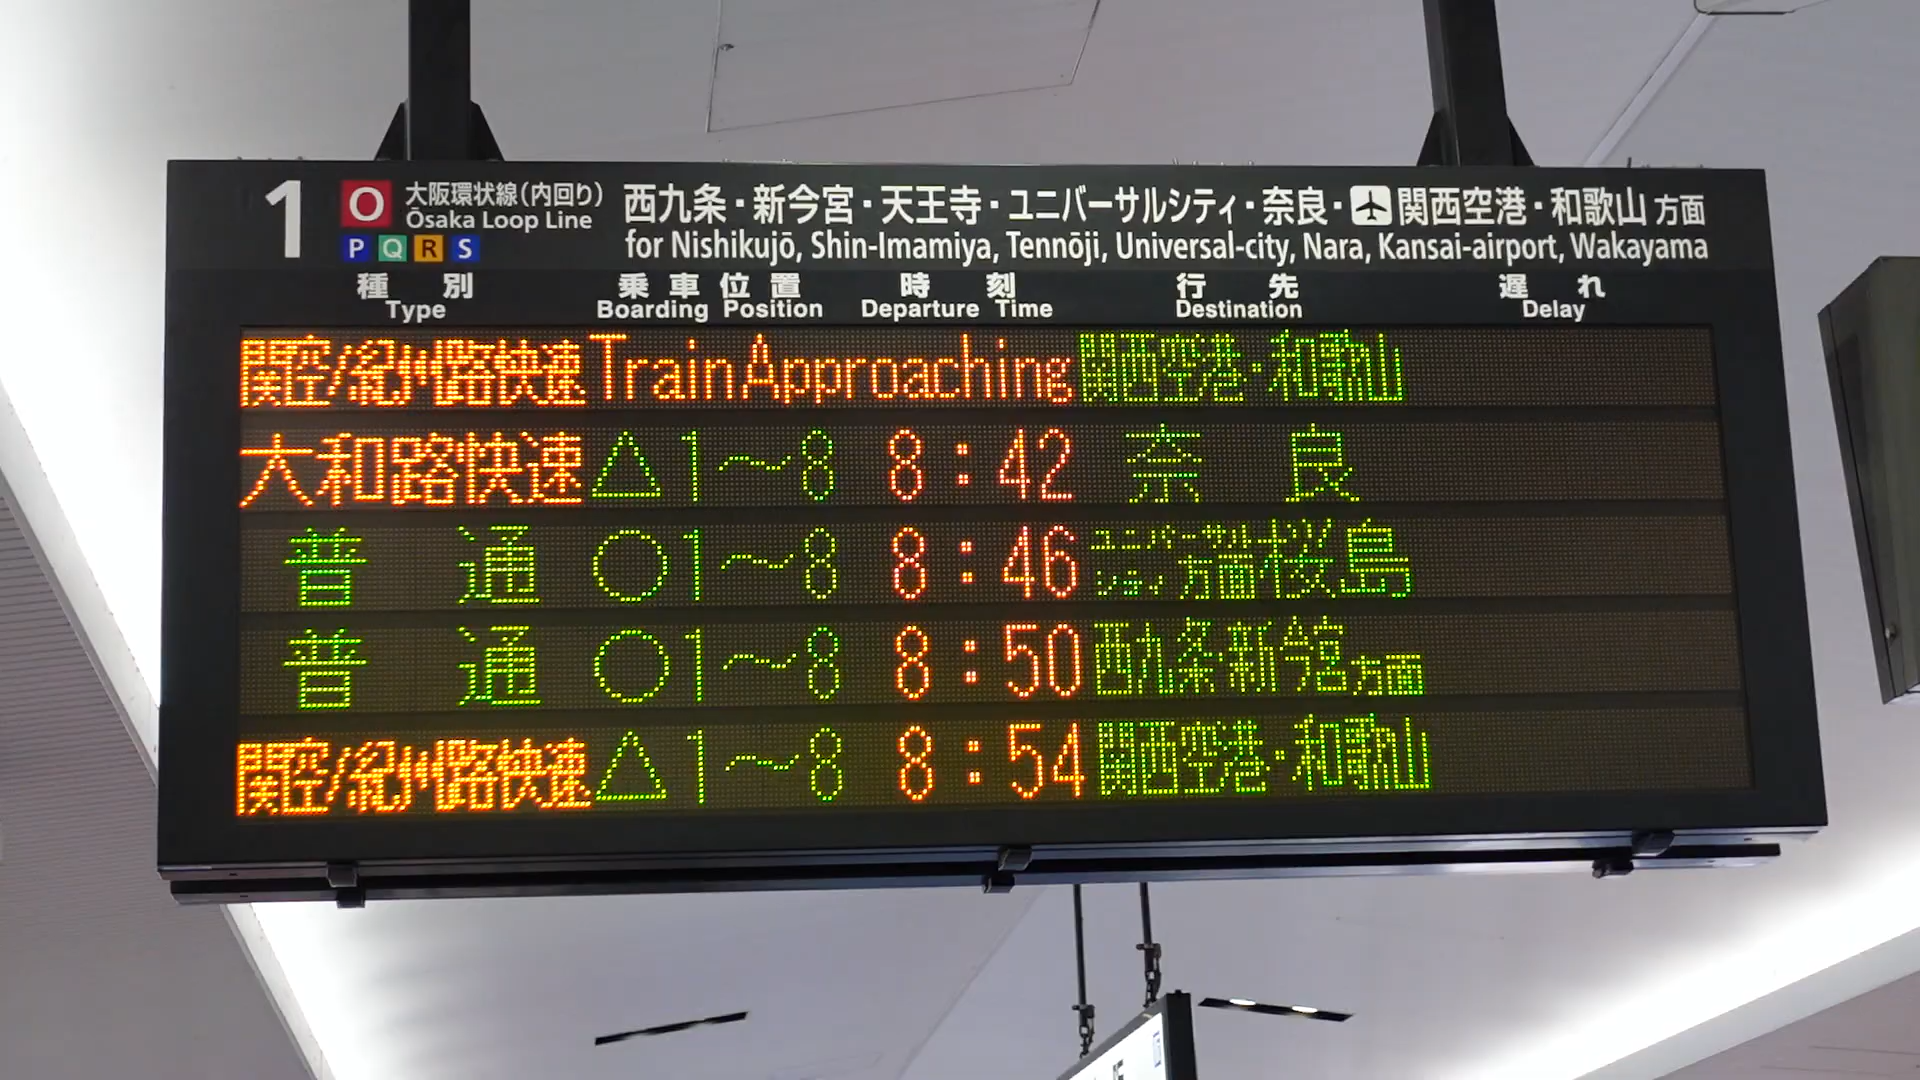 1 O 大阪環状線(内回り) 西九条・新今宮・天王寺・ユニバーサルシティ・奈良・関西空港・和歌山 方面
Ōsaka Loop Line
P Q R S for Nishikujō, Shin-Imamiya, Tennōji, Universal-city, Nara, Kansai-airport, Wakayama
種別 乗車位置 時刻 行先 遅れ
Type Boarding Position Departure Time Destination Delay
関空/紀州路快速 Train Approaching 関西空港・和歌山
大和路快速 △1〜8 8:42 奈良
普通 ○1〜8 8:46 ユニバーサルシティ方面桜島
普通 ○1〜8 8:50 西九条・新今宮方面
関空/紀州路快速 △1〜8 8:54 関西空港・和歌山